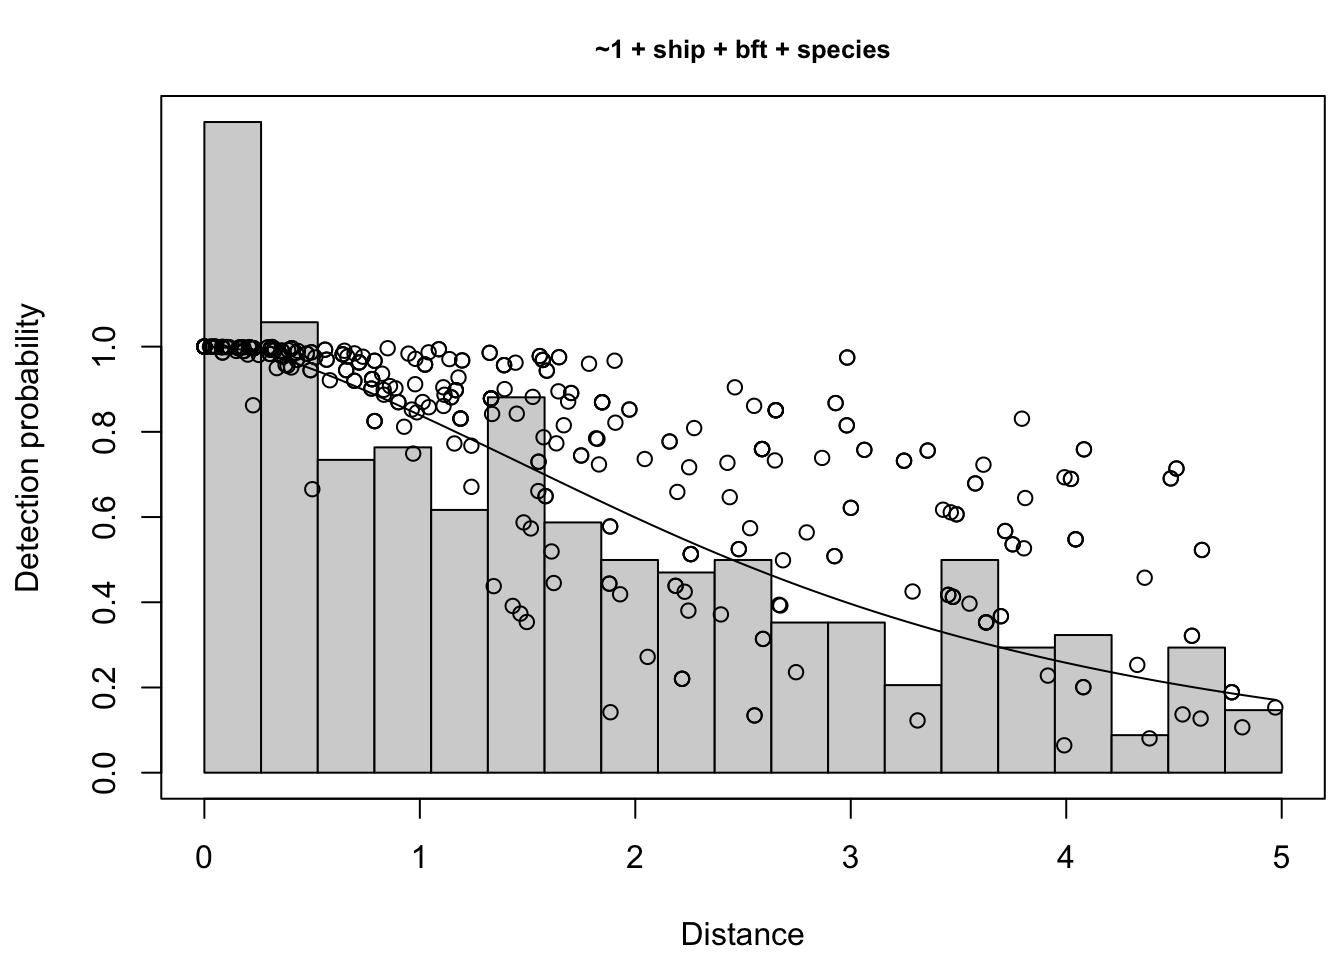 ~1 + ship + bft + species
Detection probability
1.0
0.8
0.6
0.4
0.2
0.0
0 1 2 3 4 5
Distance